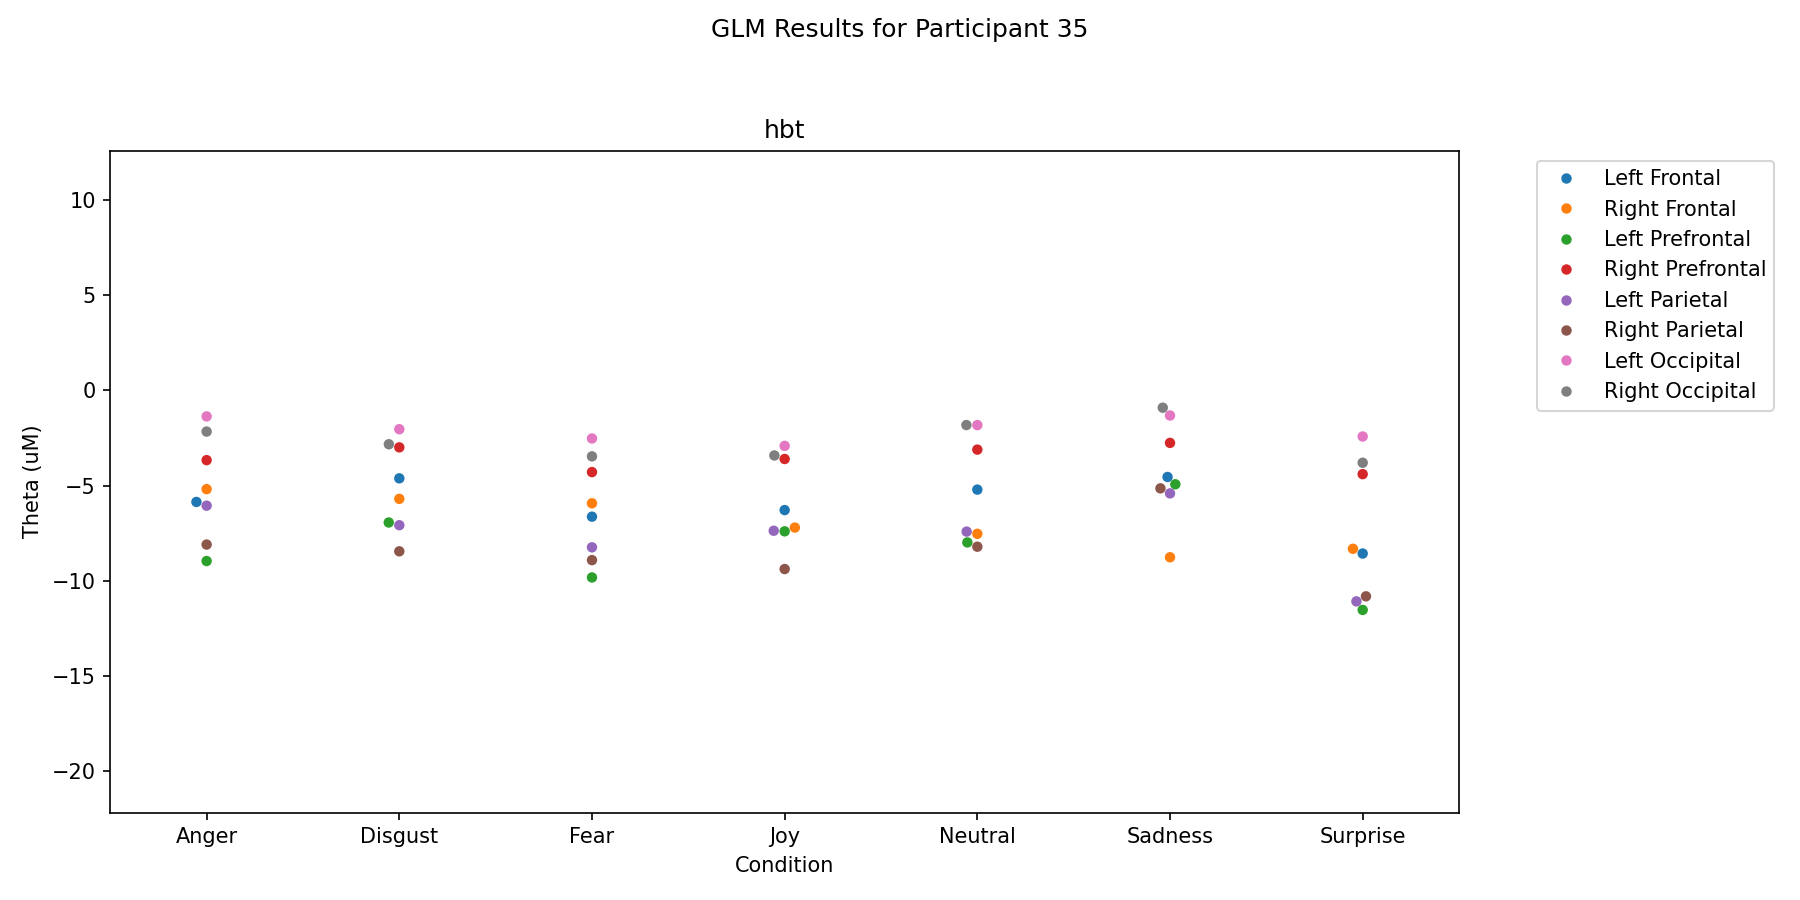 GLM Results for Participant 35
hbt
10
5
0
−5
−10
−15
−20
Theta (uM)
Anger
Disgust
Fear
Joy
Neutral
Sadness
Surprise
Condition
Left Frontal
Right Frontal
Left Prefrontal
Right Prefrontal
Left Parietal
Right Parietal
Left Occipital
Right Occipital